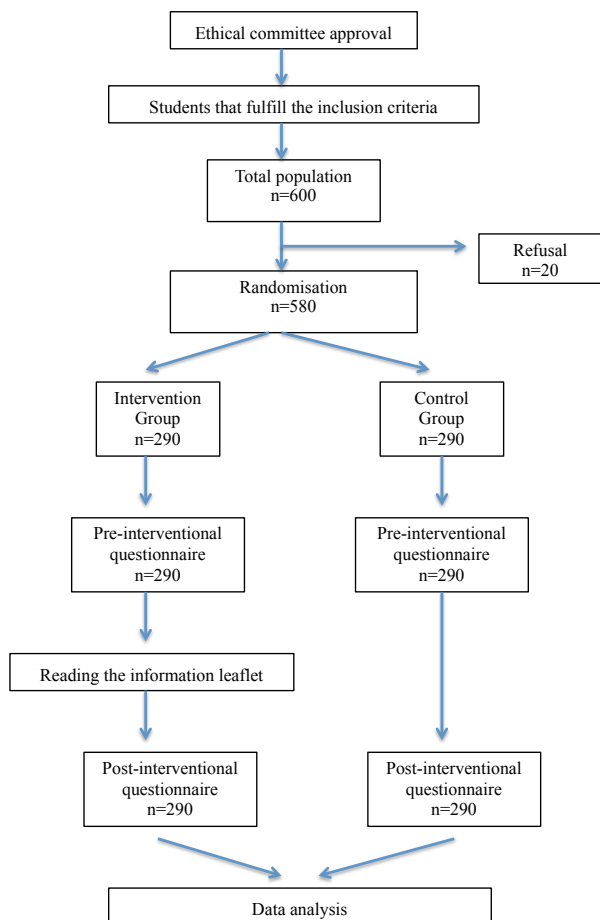 Ethical committee approval
Students that fulfill the inclusion criteria
Total population
n=600
Refusal
n=20
Randomisation
n=580
Intervention
Group
n=290
Control
Group
n=290
Pre-interventional
questionnaire
n=290
Pre-interventional
questionnaire
n=290
Reading the information leaflet
Post-interventional
questionnaire
n=290
Post-interventional
questionnaire
n=290
Data analysis